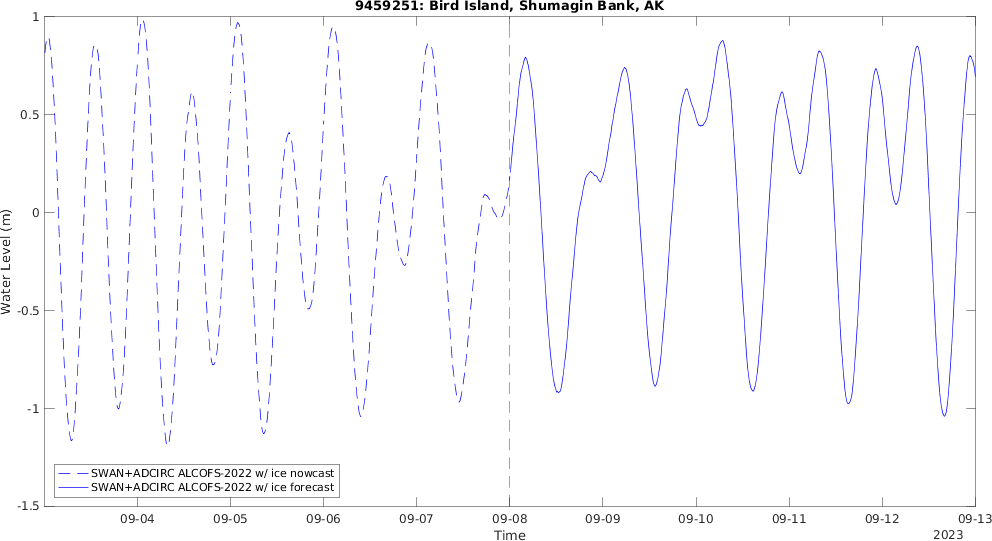 9459251: Bird Island, Shumagin Bank, AK
1
0.5
0
-0.5
-1
-1.5
Water Level (m)
SWAN+ADCIRC ALCOFS-2022 w/ ice nowcast
SWAN+ADCIRC ALCOFS-2022 w/ ice forecast
09-04 09-05 09-06 09-07 09-08 09-09 09-10 09-11 09-12 09-13
Time
2023